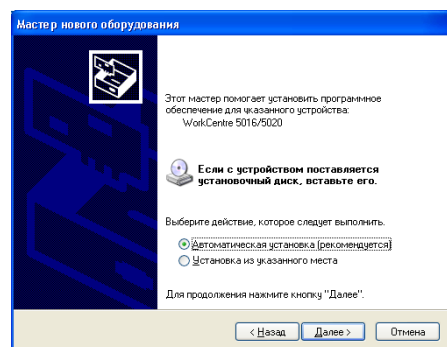 Мастер нового оборудования
Этот мастер помогает установить программное
обеспечение для указанного устройства:
WorkCentre 5016/5020
Если с устройством поставляется
установочный диск, вставьте его.
Выберите действие, которое следует выполнить.
Автоматическая установка (рекомендуется)
Установка из указанного места
Для продолжения нажмите кнопку "Далее".
< Назад Далее > Отмена